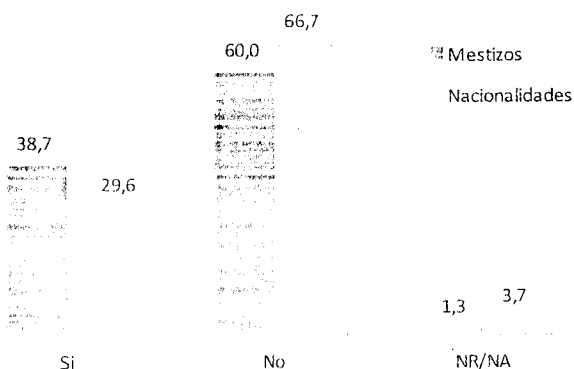 66,7
60,0
Mestizos
Nacionalidades
38,7
29,6
1,3
3,7
Si
No
NR/NA